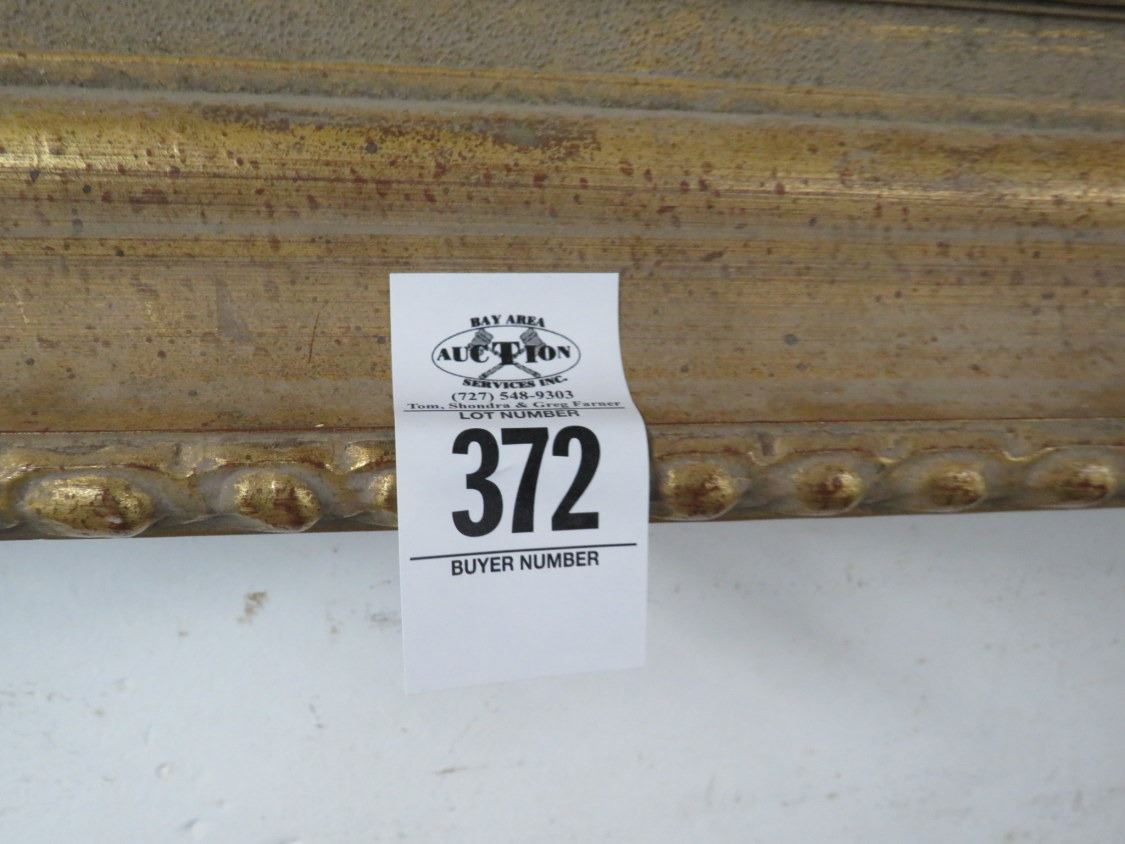 BAY AREA
AUCTION
SERVICES INC.
(727) 548-9303
Tom, Shondra & Greg Farner
LOT NUMBER
372
BUYER NUMBER